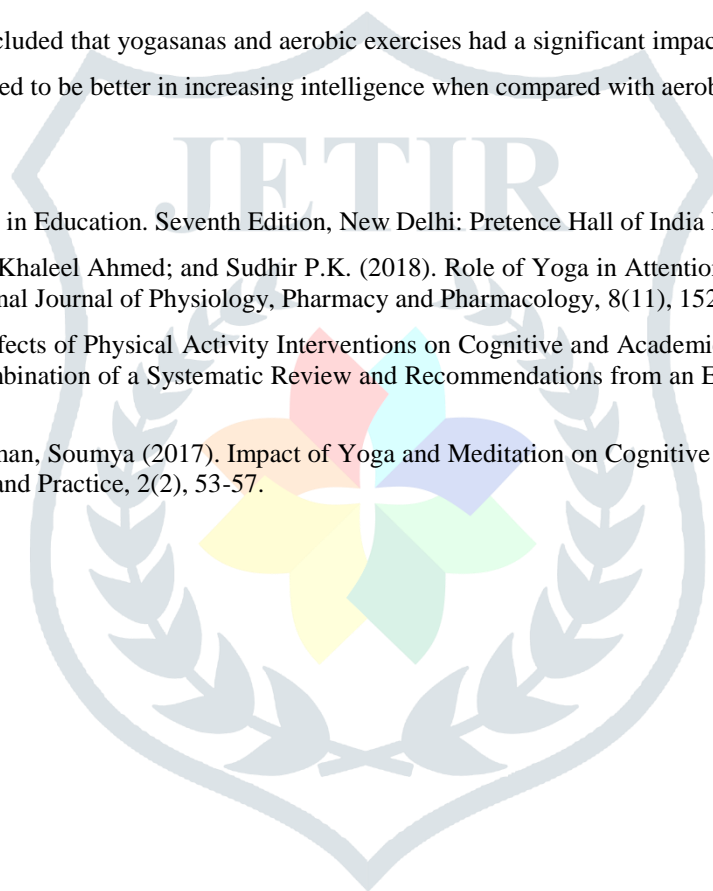 cluded that yogasanas and aerobic exercises had a significant impac
ed to be better in increasing intelligence when compared with aerob
JETIR
in Education. Seventh Edition, New Delhi: Pretence Hall of India
Khaleel Ahmed; and Sudhir P.K. (2018). Role of Yoga in Attention
nal Journal of Physiology, Pharmacy and Pharmacology, 8(11), 152
fects of Physical Activity Interventions on Cognitive and Academi
mbination of a Systematic Review and Recommendations from an E
nan, Soumya (2017). Impact of Yoga and Meditation on Cognitive
and Practice, 2(2), 53-57.